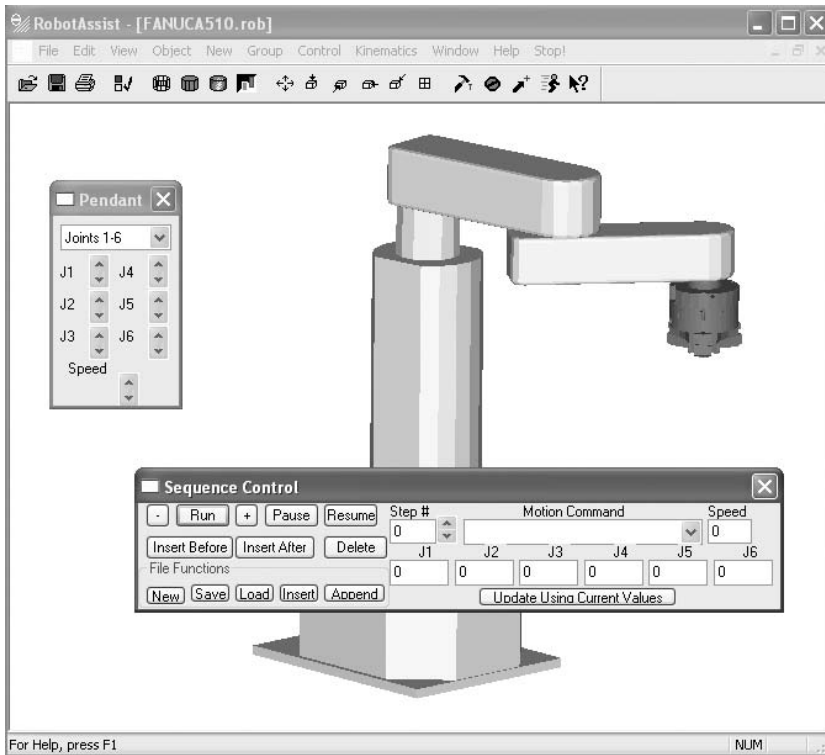 RobotAssist - [FANUCA510.rob]
File Edit View Object New Group Control Kinematics Window Help Stop!
Pendant
Joints 1-6
J1 J4
J2 J5
J3 J6
Speed
Sequence Control
- Run + Pause Resume
Step # Motion Command Speed
0 0
Insert Before Insert After Delete
J1 J2 J3 J4 J5 J6
0 0 0 0 0 0
File Functions
New Save Load Insert Append
Update Using Current Values
For Help, press F1 NUM